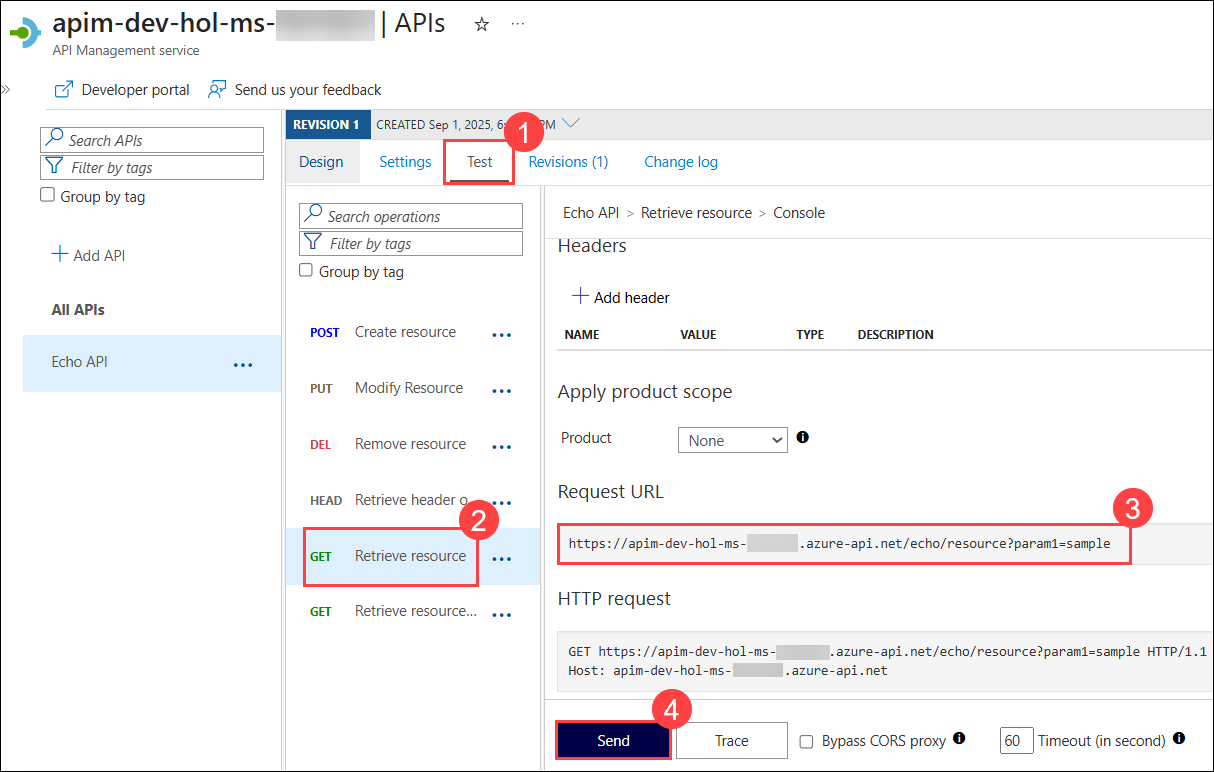 apim-dev-hol-ms- | APIs
API Management service
Developer portal
Send us your feedback
Search APIs
Filter by tags
Group by tag
Add API
All APIs
Echo API
REVISION 1
CREATED Sep 1, 2025, PM
1
Design
Settings
Test
Revisions (1)
Change log
Search operations
Filter by tags
Group by tag
POST Create resource
PUT Modify Resource
DEL Remove resource
HEAD Retrieve header
2
GET Retrieve resource
GET Retrieve resource...
Echo API > Retrieve resource > Console
Headers
Add header
NAME VALUE TYPE DESCRIPTION
Apply product scope
Product None
Request URL
3
https://apim-dev-hol-ms- .azure-api.net/echo/resource?param1=sample
HTTP request
GET https://apim-dev-hol-ms- .azure-api.net/echo/resource?param1=sample HTTP/1.1
Host: apim-dev-hol-ms- .azure-api.net
4
Send
Trace
Bypass CORS proxy
60 Timeout (in second)